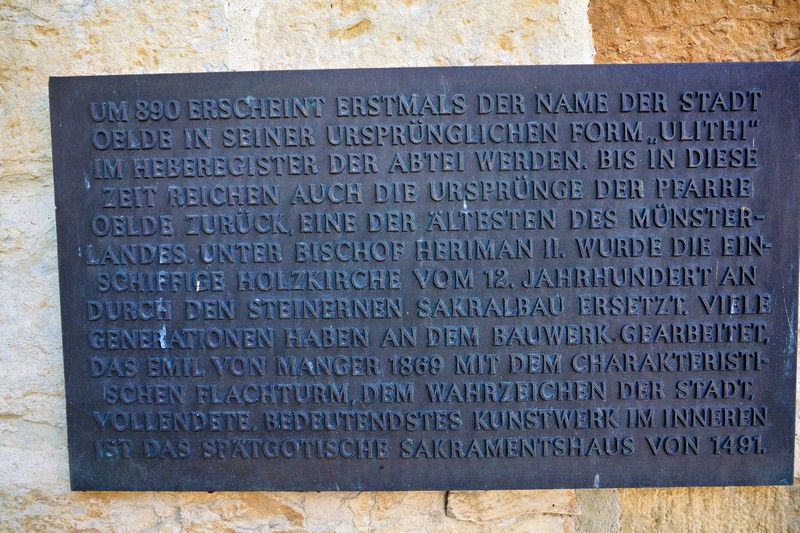 UM 890 ERSCHEINT ERSTMALS DER NAME DER STADT
OELDE IN SEINER URSPRÜNGLICHEN FORM „ULITHI“
IM HEBEREGISTER DER ABTEI WERDEN. BIS IN DIESE
ZEIT REICHEN AUCH DIE URSPRÜNGE DER PFARRE
OELDE ZURÜCK, EINE DER ÄLTESTEN DES MÜNSTER-
LANDES. UNTER BISCHOF HERIMAN II. WURDE DIE EIN-
SCHIFFIGE HOLZKIRCHE VOM 12. JAHRHUNDERT AN
DURCH DEN STEINERNEN SAKRALBAU ERSETZT. VIELE
GENERATIONEN HABEN AN DEM BAUWERK GEARBEITET,
DAS EMIL VON MANGER 1869 MIT DEM CHARAKTERISTI-
SCHEN FLACHTURM, DEM WAHRZEICHEN DER STADT,
VOLLENDETE. BEDEUTENDSTES KUNSTWERK IM INNEREN
IST DAS SPÄTGOTISCHE SAKRAMENTSHAUS VON 1491.